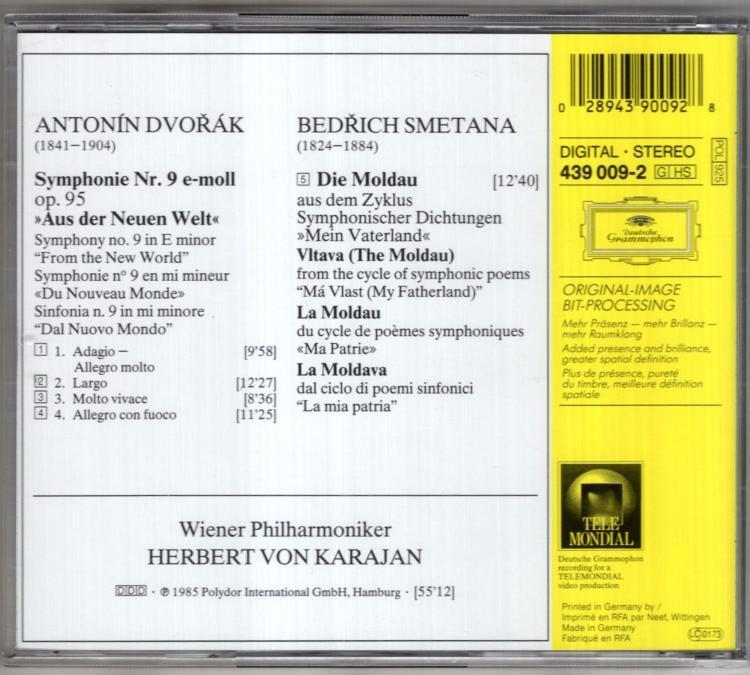 ANTONÍN DVOŘÁK
(1841–1904)
Symphonie Nr. 9 e-moll
op. 95
»Aus der Neuen Welt«
Symphony no. 9 in E minor
“From the New World”
Symphonie n° 9 en mi mineur
«Du Nouveau Monde»
Sinfonia n. 9 in mi minore
“Dal Nuovo Mondo”
1 1. Adagio – [9’58]
Allegro molto
2 2. Largo [12’27]
3 3. Molto vivace [8’36]
4 4. Allegro con fuoco [11’25]
BEDŘICH SMETANA
(1824–1884)
5 Die Moldau [12’40]
aus dem Zyklus
Symphonischer Dichtungen
»Mein Vaterland«
Vltava (The Moldau)
from the cycle of symphonic poems
“Má Vlast (My Fatherland)”
La Moldau
du cycle de poèmes symphoniques
«Ma Patrie»
La Moldava
dal ciclo di poemi sinfonici
“La mia patria”
Wiener Philharmoniker
HERBERT VON KARAJAN
DDD · ℗ 1985 Polydor International GmbH, Hamburg · [55’12]
0 28943 90092 8
DIGITAL · STEREO
439 009-2 G HS
POL 925
Deutsche
Grammophon
ORIGINAL-IMAGE
BIT-PROCESSING
Mehr Präsenz – mehr Brillanz –
mehr Raumklang
Added presence and brilliance,
greater spatial definition
Plus de présence, pureté
du timbre, meilleure définition
spatiale
TELE
MONDIAL
Deutsche Grammophon
recording for a
TELEMONDIAL
video production
Printed in Germany by /
Imprimé en RFA par Neef, Wittingen
Made in Germany
Fabriqué en RFA
LC 0173